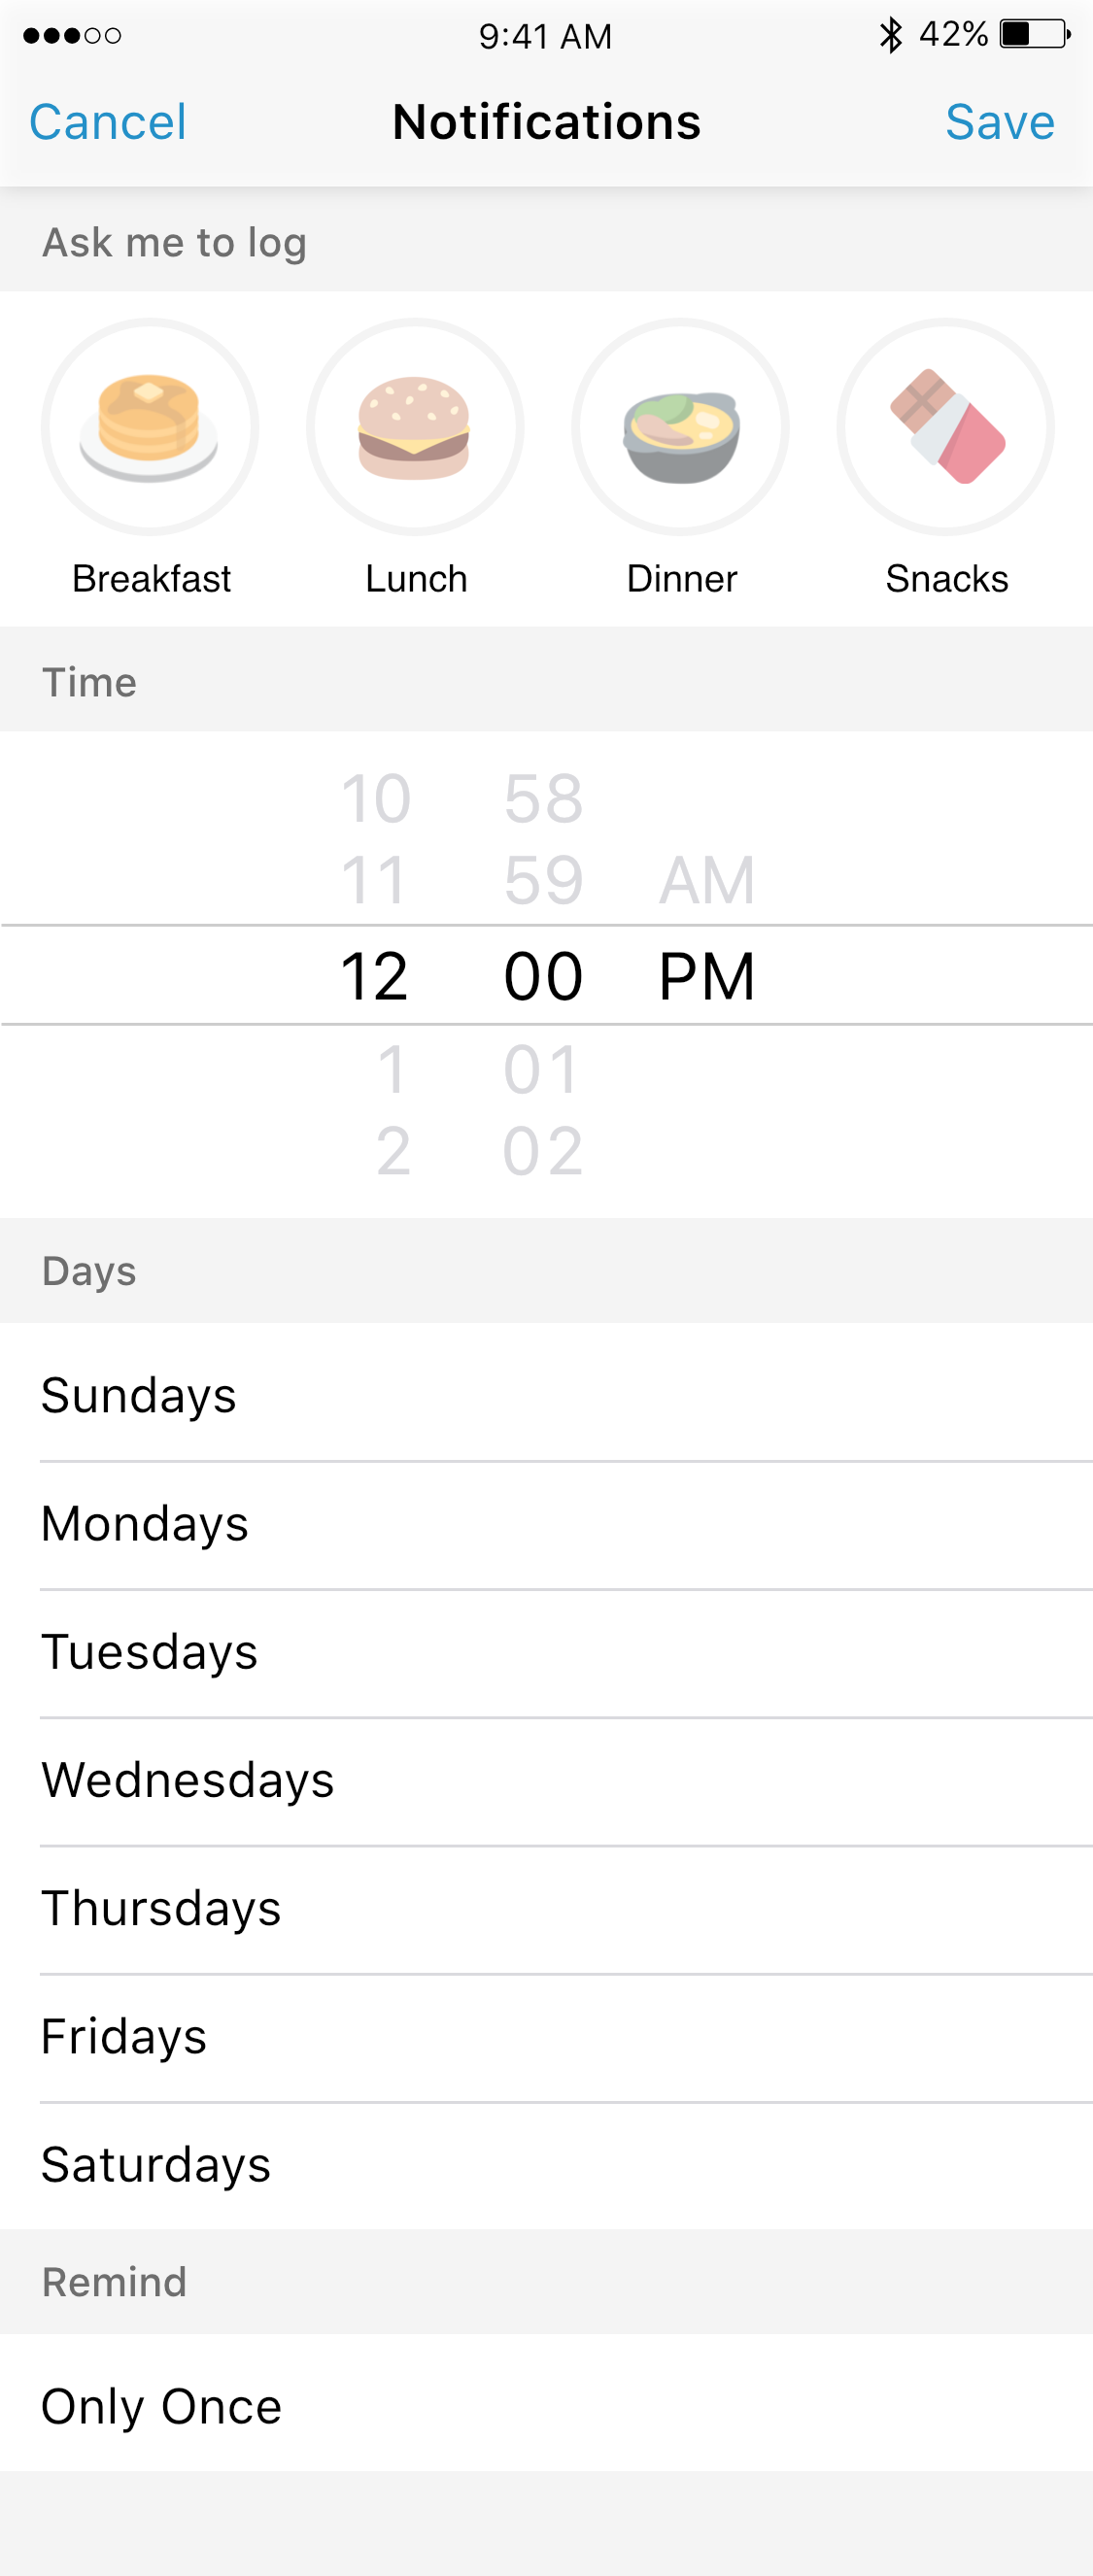 9:41 AM 42%
Cancel Notifications Save
Ask me to log
Breakfast Lunch Dinner Snacks
Time
10 58
11 59 AM
12 00 PM
1 01
2 02
Days
Sundays
Mondays
Tuesdays
Wednesdays
Thursdays
Fridays
Saturdays
Remind
Only Once